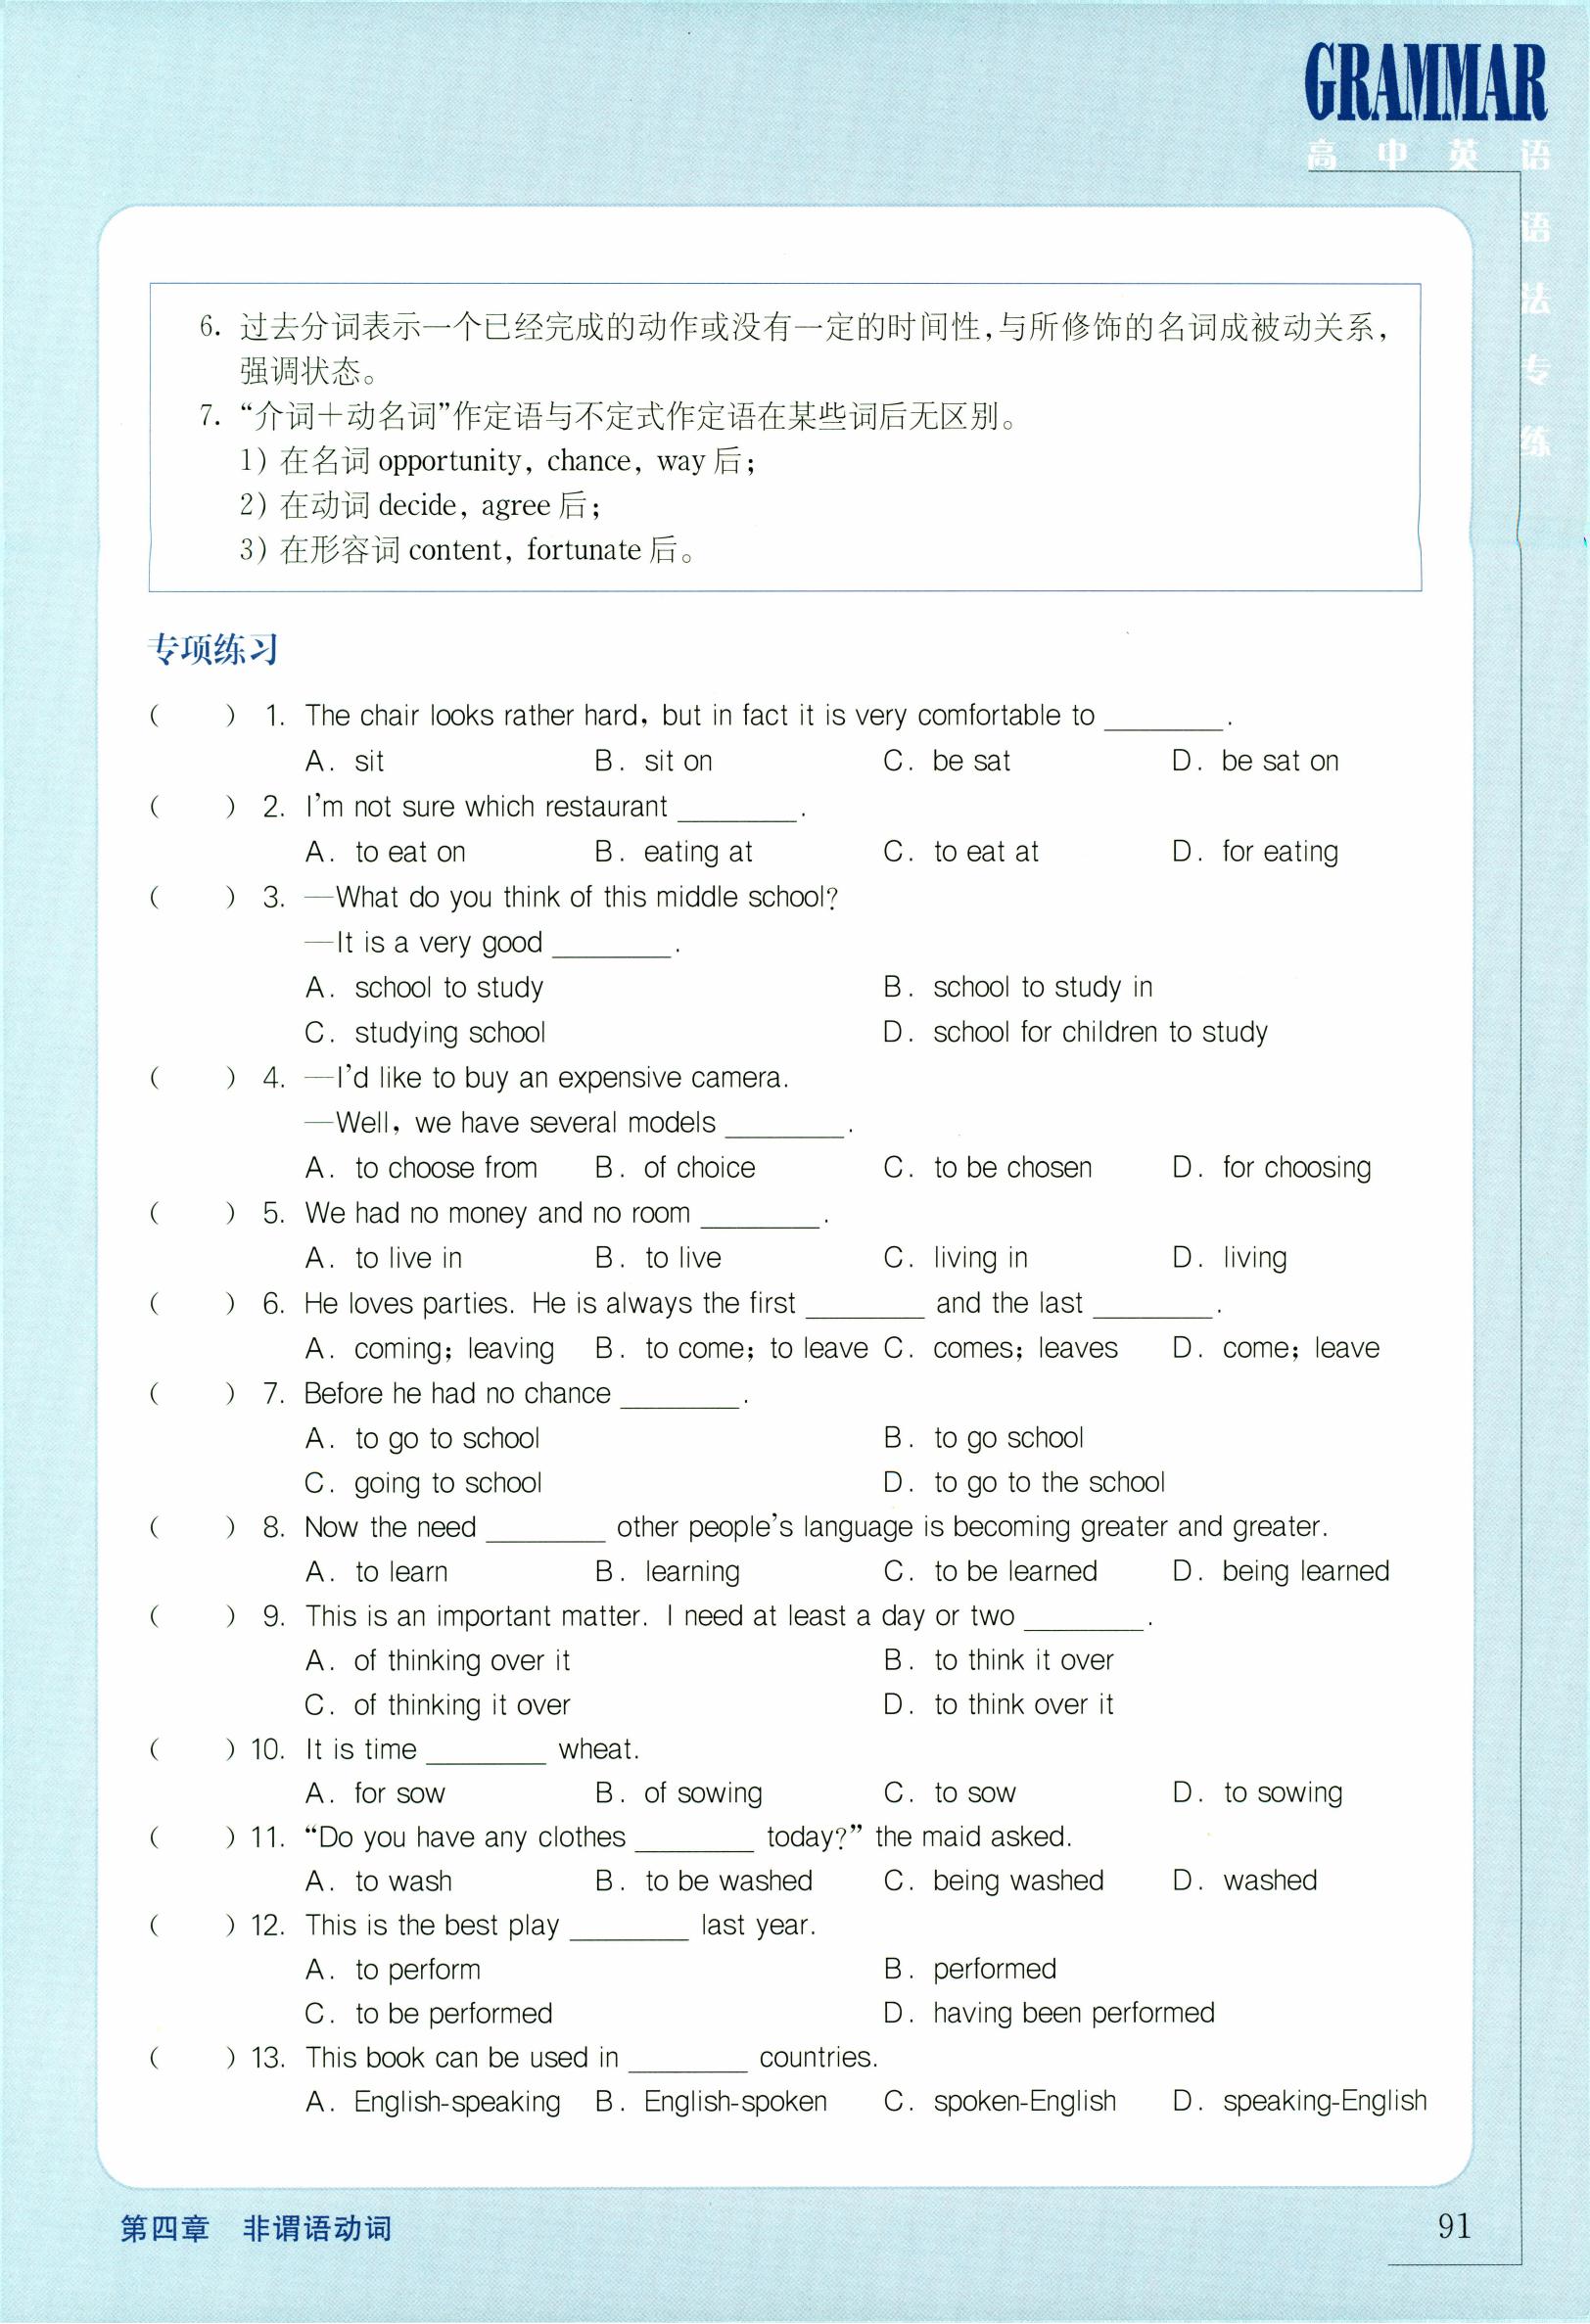 GRAMMAR
高中英语
语法专练
6. 过去分词表示一个已经完成的动作或没有一定的时间性,与所修饰的名词成被动关系,
强调状态。
7. “介词＋动名词”作定语与不定式作定语在某些词后无区别。
1) 在名词 opportunity, chance, way 后;
2) 在动词 decide, agree 后;
3) 在形容词 content, fortunate 后。
专项练习
(    ) 1. The chair looks rather hard, but in fact it is very comfortable to ________.
A. sit B. sit on C. be sat D. be sat on
(    ) 2. I'm not sure which restaurant ________.
A. to eat on B. eating at C. to eat at D. for eating
(    ) 3. —What do you think of this middle school?
—It is a very good ________.
A. school to study B. school to study in
C. studying school D. school for children to study
(    ) 4. —I'd like to buy an expensive camera.
—Well, we have several models ________.
A. to choose from B. of choice C. to be chosen D. for choosing
(    ) 5. We had no money and no room ________.
A. to live in B. to live C. living in D. living
(    ) 6. He loves parties. He is always the first ________ and the last ________.
A. coming; leaving B. to come; to leave C. comes; leaves D. come; leave
(    ) 7. Before he had no chance ________.
A. to go to school B. to go school
C. going to school D. to go to the school
(    ) 8. Now the need ________ other people's language is becoming greater and greater.
A. to learn B. learning C. to be learned D. being learned
(    ) 9. This is an important matter. I need at least a day or two ________.
A. of thinking over it B. to think it over
C. of thinking it over D. to think over it
(    ) 10. It is time ________ wheat.
A. for sow B. of sowing C. to sow D. to sowing
(    ) 11. “Do you have any clothes ________ today?” the maid asked.
A. to wash B. to be washed C. being washed D. washed
(    ) 12. This is the best play ________ last year.
A. to perform B. performed
C. to be performed D. having been performed
(    ) 13. This book can be used in ________ countries.
A. English-speaking B. English-spoken C. spoken-English D. speaking-English
第四章 非谓语动词
91